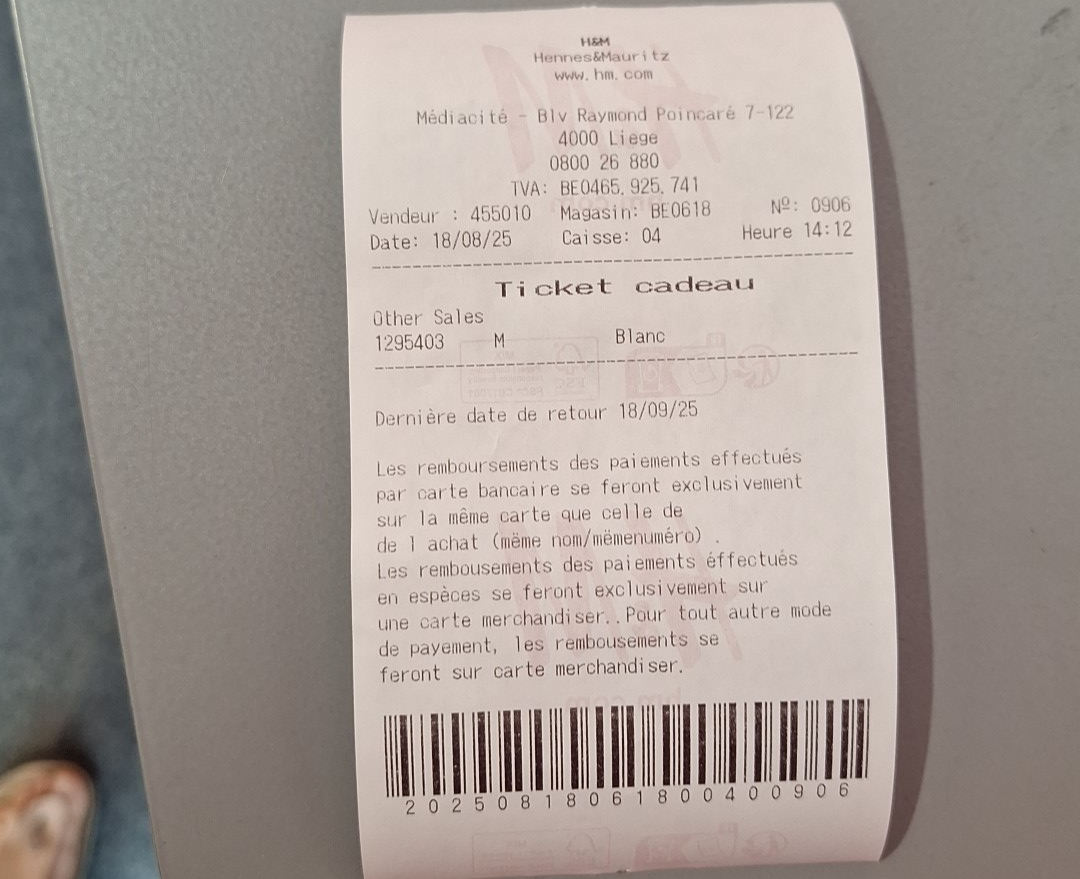 H&M
Hennes&Mauritz
www.hm.com
Médiacité - Blv Raymond Poincaré 7-122
4000 Liege
0800 26 880
TVA: BE0465.925.741
Vendeur : 455010 Magasin: BE0618 Nº: 0906
Date: 18/08/25 Caisse: 04 Heure 14:12
Ticket cadeau
Other Sales
1295403 M Blanc
Dernière date de retour 18/09/25
Les remboursements des paiements effectués
par carte bancaire se feront exclusivement
sur la même carte que celle de
de l achat (mëme nom/mëmenuméro) .
Les rembousements des paiements éffectués
en espèces se feront exclusivement sur
une carte merchandiser..Pour tout autre mode
de payement, les rembousements se
feront sur carte merchandiser.
20250818061800400906